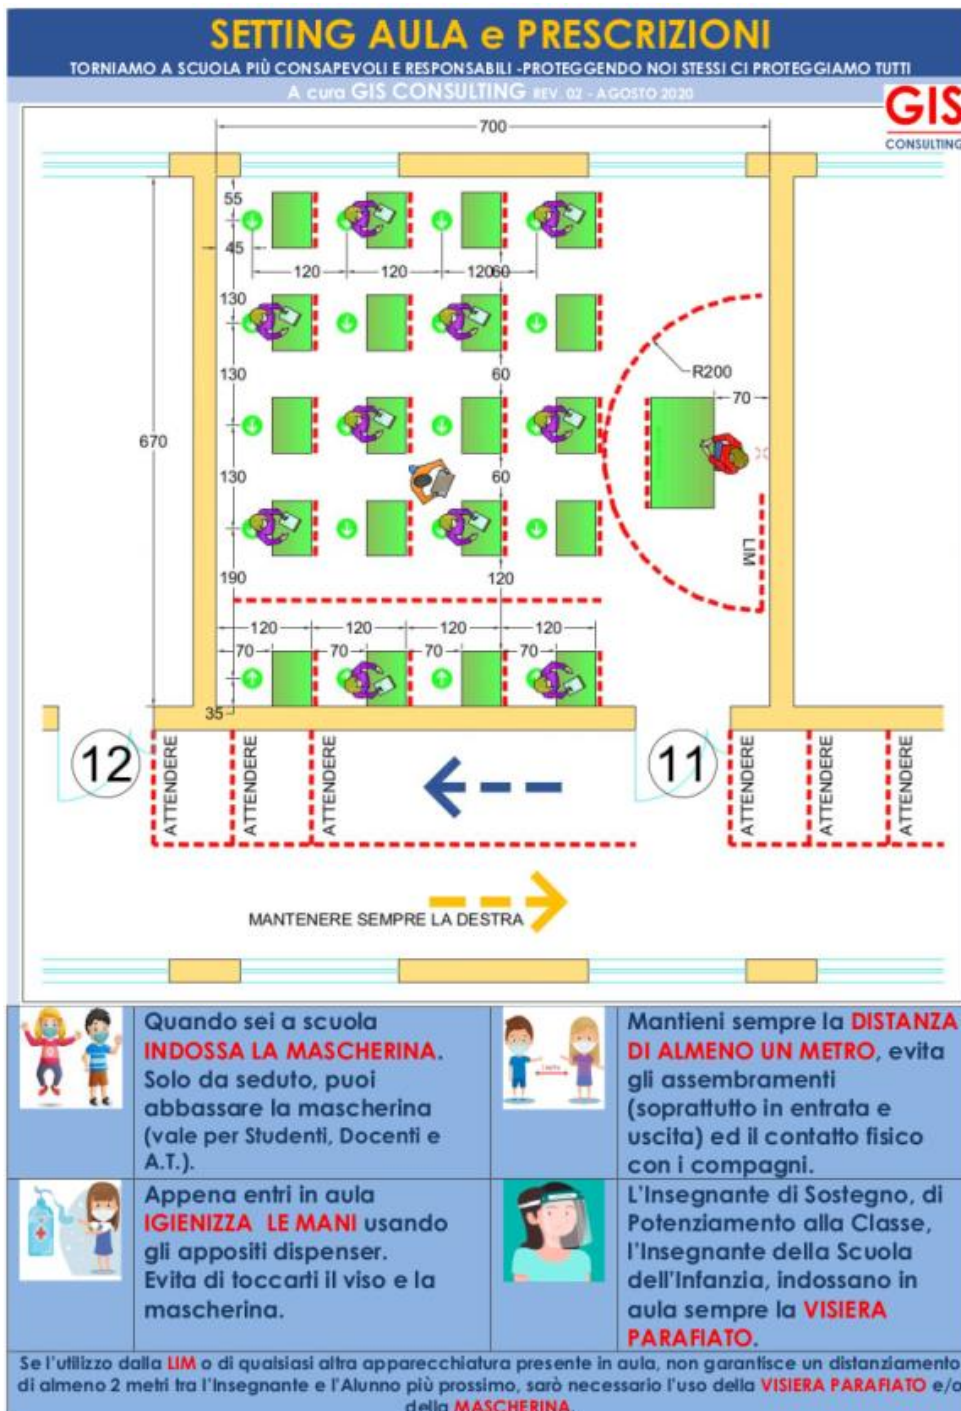 SETTING AULA e PRESCRIZIONI
TORNIAMO A SCUOLA PIÙ CONSAPEVOLI E RESPONSABILI -PROTEGGENDO NOI STESSI CI PROTEGGIAMO TUTTI
A cura GIS CONSULTING REV. 02 - AGOSTO 2020
GIS
CONSULTING
700
55
45
120
120
120
60
130
R200
130
60
70
670
130
60
LIM
190
120
120
120
120
120
70
70
70
70
35
12
ATTENDERE
ATTENDERE
ATTENDERE
11
ATTENDERE
ATTENDERE
ATTENDERE
MANTENERE SEMPRE LA DESTRA
Quando sei a scuola
INDOSSA LA MASCHERINA.
Solo da seduto, puoi
abbassare la mascherina
(vale per Studenti, Docenti e
A.T.).
Mantieni sempre la DISTANZA
DI ALMENO UN METRO, evita
gli assembramenti
(soprattutto in entrata e
uscita) ed il contatto fisico
con i compagni.
Appena entri in aula
IGIENIZZA LE MANI usando
gli appositi dispenser.
Evita di toccarti il viso e la
mascherina.
L'Insegnante di Sostegno, di
Potenziamento alla Classe,
l'Insegnante della Scuola
dell'Infanzia, indossano in
aula sempre la VISIERA
PARAFIATO.
Se l'utilizzo dalla LIM o di qualsiasi altra apparecchiatura presente in aula, non garantisce un distanziamento
di almeno 2 metri tra l'Insegnante e l'Alunno più prossimo, sarò necessario l'uso della VISIERA PARAFIATO e/o
della MASCHERINA.